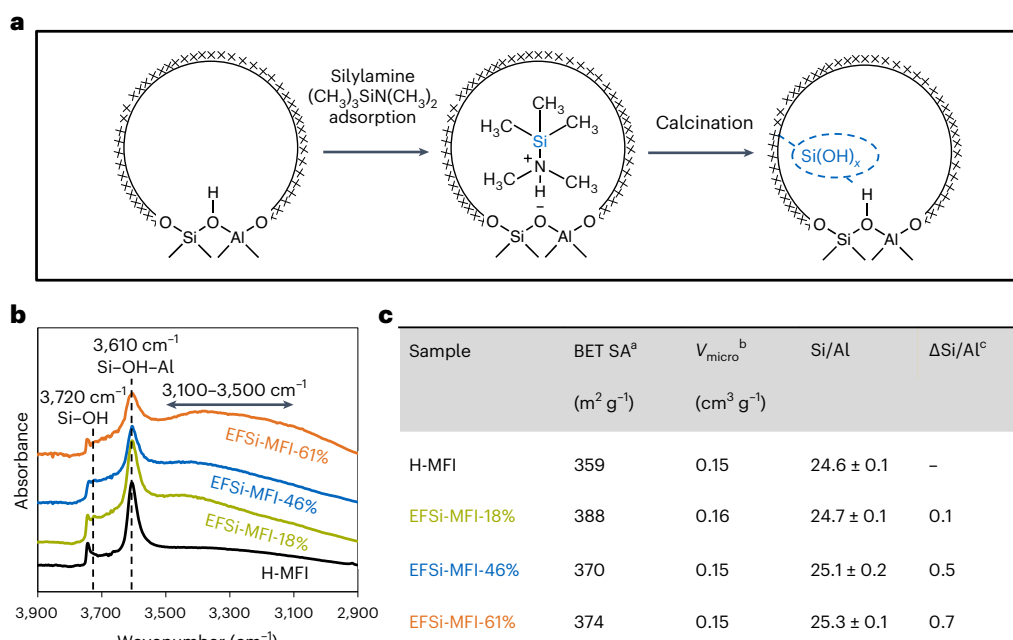 a
Silylamine
(CH₃)₃SiN(CH₃)₂
adsorption
Calcination
H
O O O
Si Al
CH₃
H₃C CH₃
Si
+
N
H₃C CH₃
H
−
O O O
Si Al
Si(OH)ₓ
H
O O O
Si Al
b
3,610 cm⁻¹
Si–OH–Al
3,720 cm⁻¹
Si–OH
3,100–3,500 cm⁻¹
EFSi-MFI-61%
EFSi-MFI-46%
EFSi-MFI-18%
H-MFI
Absorbance
3,900 3,700 3,500 3,300 3,100 2,900
Wavenumber (cm⁻¹)
c
Sample BET SAᵃ V_micro ᵇ Si/Al ΔSi/Alᶜ
(m² g⁻¹) (cm³ g⁻¹)
H-MFI 359 0.15 24.6 ± 0.1 –
EFSi-MFI-18% 388 0.16 24.7 ± 0.1 0.1
EFSi-MFI-46% 370 0.15 25.1 ± 0.2 0.5
EFSi-MFI-61% 374 0.15 25.3 ± 0.1 0.7